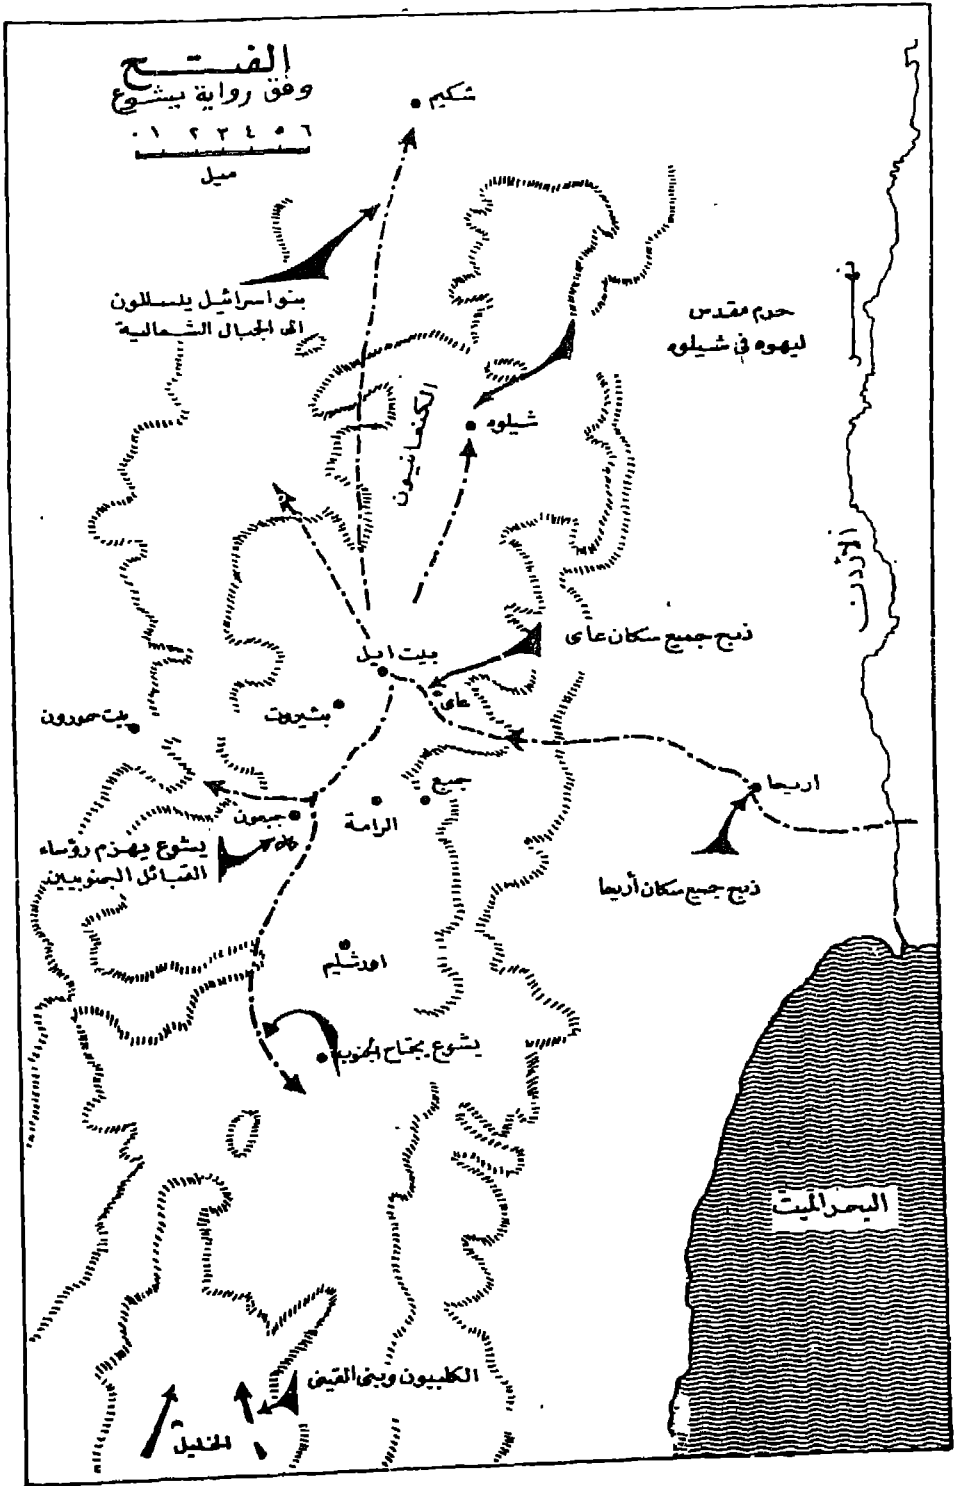 الفتح
وفق رواية يشوع
٠ ١ ٢ ٣ ٤ ٥ ٦
ميل
شكيم
بنو اسرائيل يتسللون
الى الجبال الشمالية
حرم مقدس
ليهوه في شيلوه
نهر
الأردن
الكنعانيون
شيلوه
ذبح جميع سكان عاى
بيت ايل
عاى
بئيروت
بيت حورون
جبع
الرامة
جبعون
اريحا
يشوع يهزم رؤساء
القبائل الجنوبيين
ذبح جميع سكان أريحا
اورشليم
يشوع يجتاح الجنوب
البحر الميت
الكلبيون وبنى القينى
الخليل